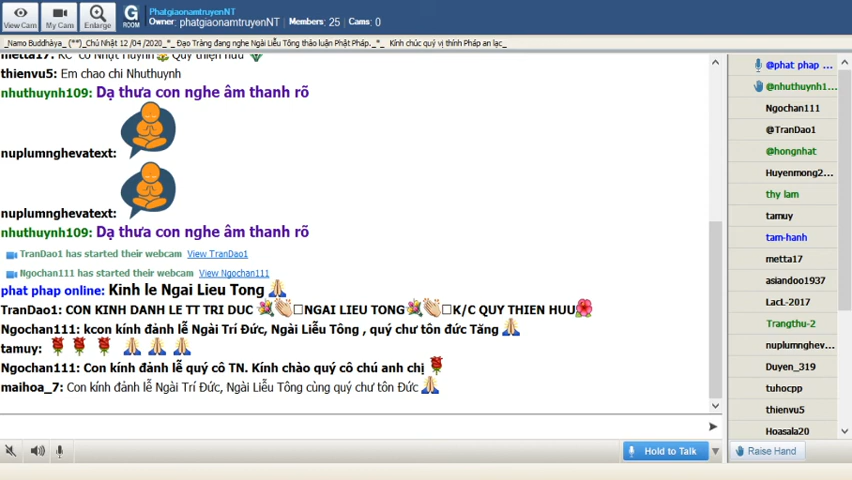 View Cam
My Cam
Enlarge
G
ROOM
PhatgiaonamtruyenNT
Owner: phatgiaonamtruyenNT | Members: 25 | Cams: 0
_Namo Buddhàya_ (**)_Chủ Nhật 12 /04 /2020_*_ Đạo Tràng đang nghe Ngài Liễu Tông thảo luận Phật Pháp._*_ Kính chúc quý vị thính Pháp an lạc_
metta17: KC cô Nhựt Huỳnh Quý thiện hữu
thienvu5: Em chao chi Nhuthuynh
nhuthuynh109: Dạ thưa con nghe âm thanh rõ
nuplumnghevatext:
nuplumnghevatext:
nhuthuynh109: Dạ thưa con nghe âm thanh rõ
TranDao1 has started their webcam View TranDao1
Ngochan111 has started their webcam View Ngochan111
phat phap online: Kinh le Ngai Lieu Tong 🙏
TranDao1: CON KINH DANH LE TT TRI DUC 💐👏□NGAI LIEU TONG💐👏□K/C QUY THIEN HUU🌺
Ngochan111: kcon kính đảnh lễ Ngài Trí Đức, Ngài Liễu Tông , quý chư tôn đức Tăng 🙏
tamuy: 🌹 🌹 🌹 🙏 🙏 🙏
Ngochan111: Con kính đảnh lễ quý cô TN. Kính chào quý cô chú anh chị 🌹
maihoa_7: Con kính đảnh lễ Ngài Trí Đức, Ngài Liễu Tông cùng quý chư tôn Đức 🙏
@phat phap ...
@nhuthuynh1...
Ngochan111
@TranDao1
@hongnhat
Huyenmong2...
thy lam
tamuy
tam-hanh
metta17
asiandoo1937
LacL-2017
Trangthu-2
nuplumnghev...
Duyen_319
tuhocpp
thienvu5
Hoasala20
Hold to Talk
Raise Hand